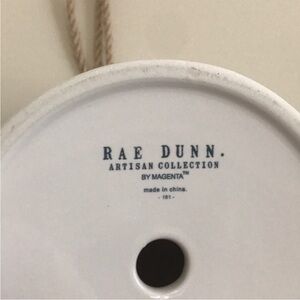 RAE DUNN.
ARTISAN COLLECTION
BY MAGENTA™
made in china.
- 161 -